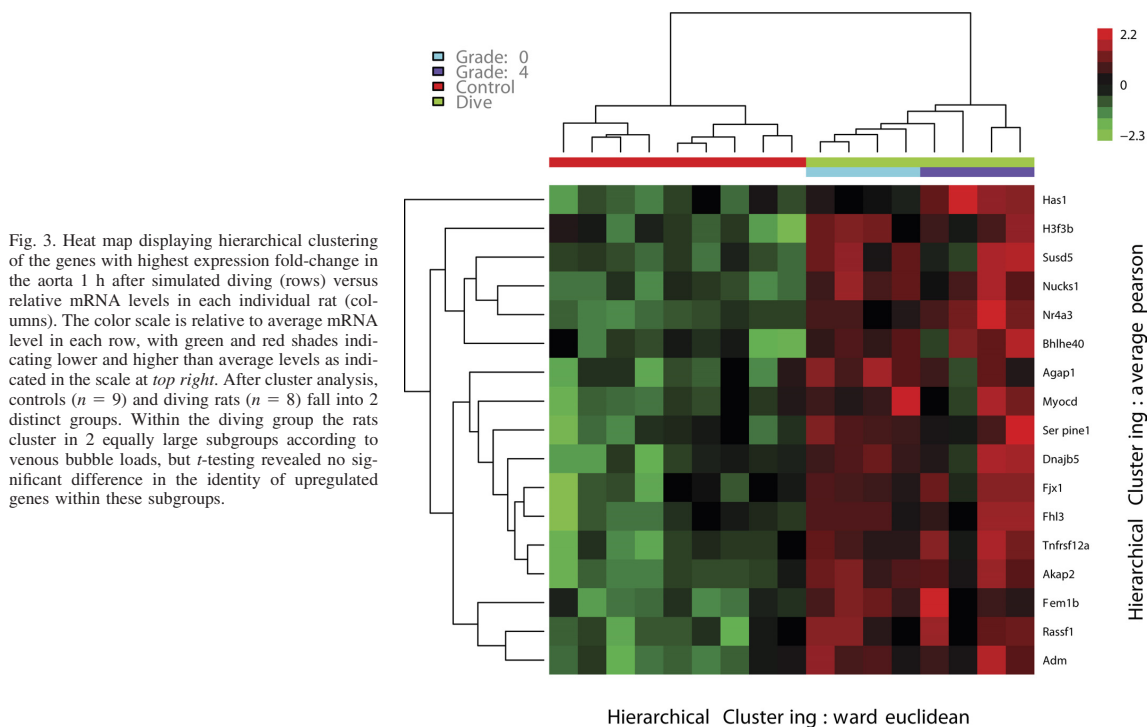 Fig. 3. Heat map displaying hierarchical clustering
of the genes with highest expression fold-change in
the aorta 1 h after simulated diving (rows) versus
relative mRNA levels in each individual rat (col-
umns). The color scale is relative to average mRNA
level in each row, with green and red shades indi-
cating lower and higher than average levels as indi-
cated in the scale at top right. After cluster analysis,
controls (n = 9) and diving rats (n = 8) fall into 2
distinct groups. Within the diving group the rats
cluster in 2 equally large subgroups according to
venous bubble loads, but t-testing revealed no sig-
nificant difference in the identity of upregulated
genes within these subgroups.
Grade: 0
Grade: 4
Control
Dive
2.2
0
−2.3
Has1
H3f3b
Susd5
Nucks1
Nr4a3
Bhlhe40
Agap1
Myocd
Ser pine1
Dnajb5
Fjx1
Fhl3
Tnfrsf12a
Akap2
Fem1b
Rassf1
Adm
Hierarchical Clustering : average pearson
Hierarchical Cluster ing : ward euclidean